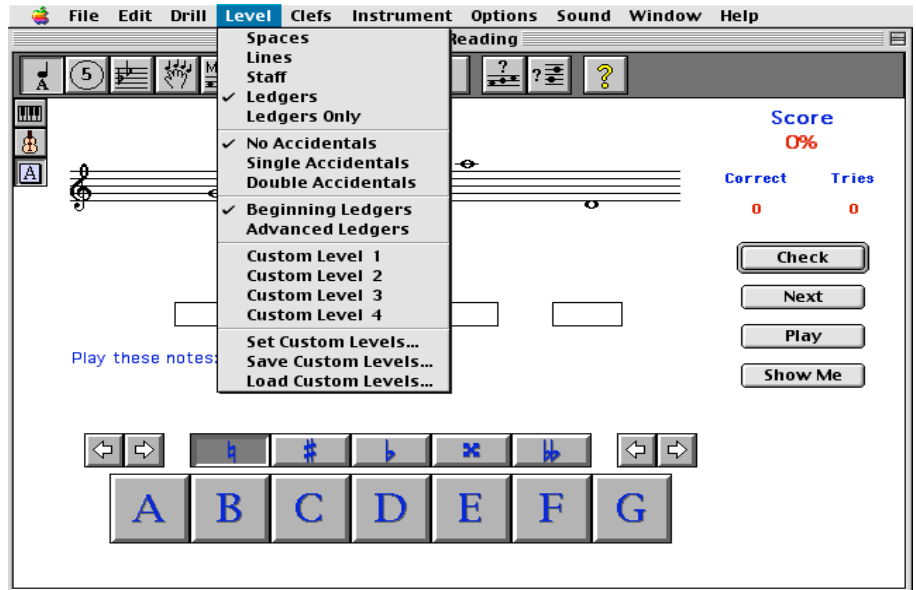 File Edit Drill Level Clefs Instrument Options Sound Window Help
Reading
Spaces
Lines
Staff
✓ Ledgers
Ledgers Only
✓ No Accidentals
Single Accidentals
Double Accidentals
✓ Beginning Ledgers
Advanced Ledgers
Custom Level 1
Custom Level 2
Custom Level 3
Custom Level 4
Set Custom Levels...
Save Custom Levels...
Load Custom Levels...
A
5
M
?
?
?
A
Score
0%
Correct Tries
0 0
Check
Next
Play
Show Me
Play these notes:
♮ ♯ ♭ 𝄪 𝄫
A B C D E F G